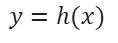 y = h(x)